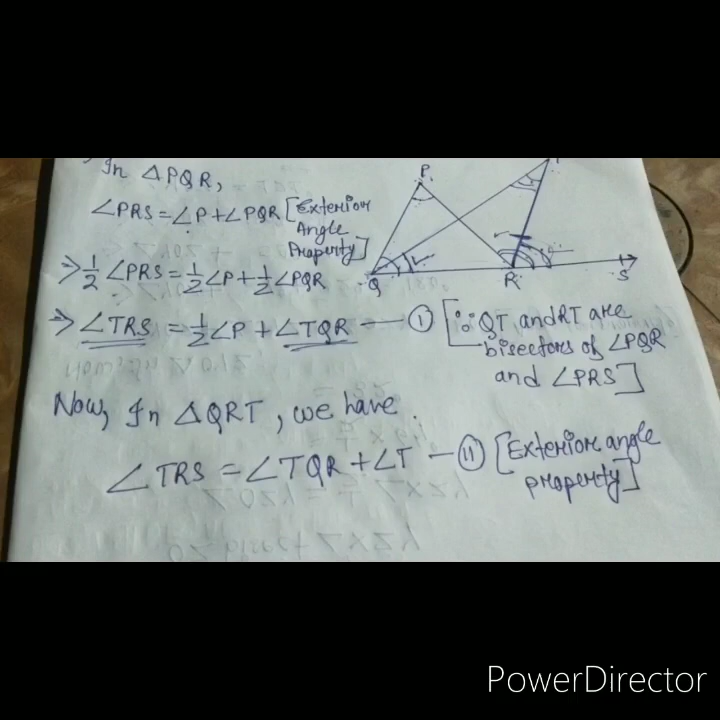 In △PQR,
∠PRS=∠P+∠PQR [Exterior Angle Property]
⇒ 1/2 ∠PRS = 1/2 ∠P + 1/2 ∠PQR
⇒ ∠TRS = 1/2 ∠P + ∠TQR — (I) [∵ QT and RT are bisectors of ∠PQR and ∠PRS]
P
Q
R
S
Now, In △QRT, we have
∠TRS = ∠TQR + ∠T — (II) [Exterior angle property]
PowerDirector